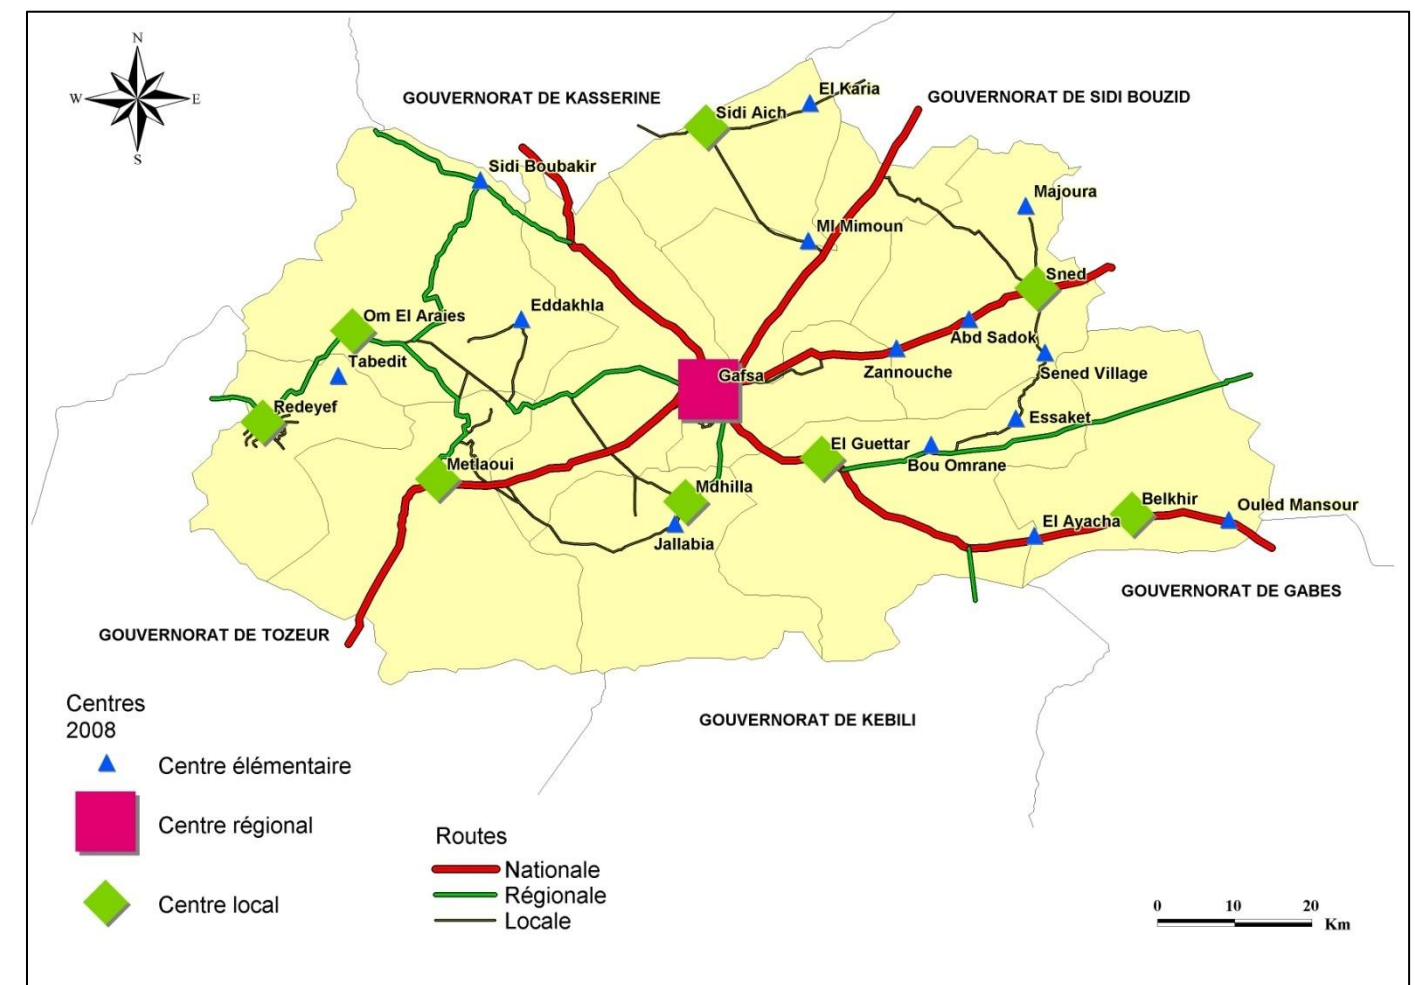 N
W
E
S
GOUVERNORAT DE KASSERINE
El Karia
GOUVERNORAT DE SIDI BOUZID
Sidi Aich
Sidi Boubakir
Majoura
Ml Mimoun
Sned
Eddakhla
Om El Araies
Abd Sadok
Tabedit
Gafsa
Zannouche
Sened Village
Redeyef
Essaket
El Guettar
Metlaoui
Bou Omrane
Mdhilla
Belkhir
Ouled Mansour
El Ayacha
Jallabia
GOUVERNORAT DE GABES
GOUVERNORAT DE TOZEUR
GOUVERNORAT DE KEBILI
Centres
2008
Centre élémentaire
Centre régional
Centre local
Routes
Nationale
Régionale
Locale
0 10 20
Km